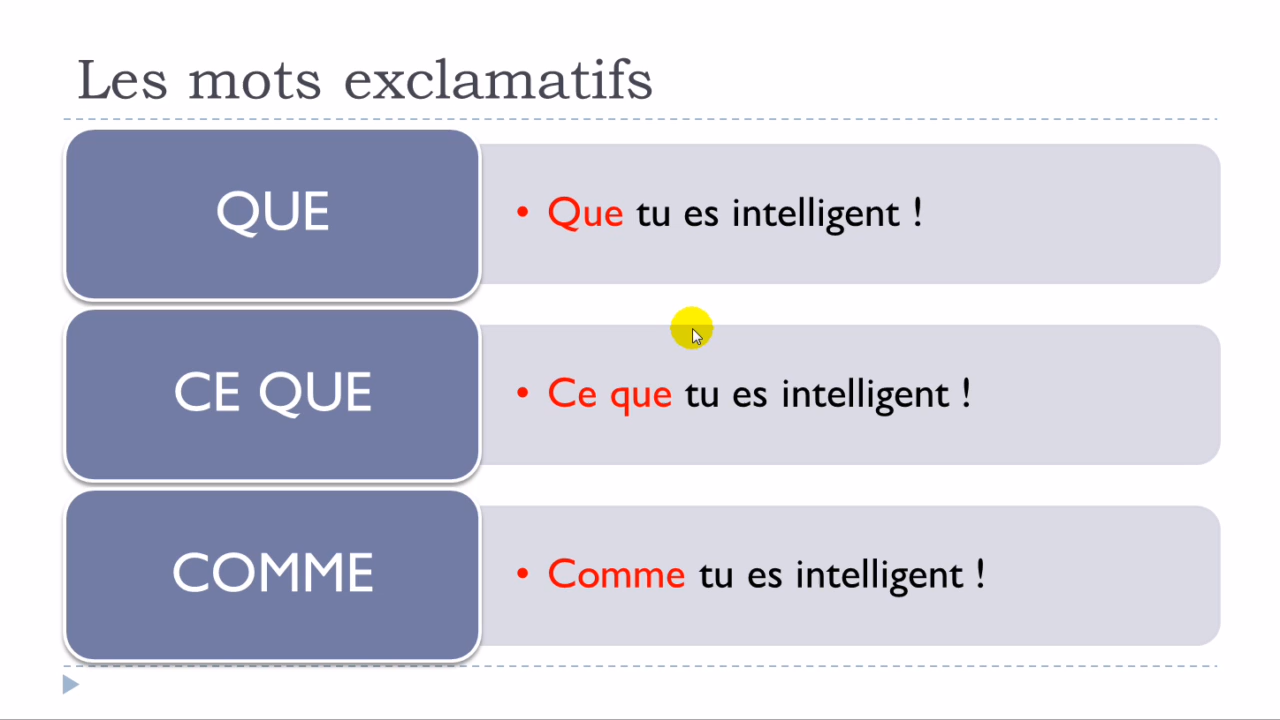 Les mots exclamatifs
QUE
• Que tu es intelligent !
CE QUE
• Ce que tu es intelligent !
COMME
• Comme tu es intelligent !